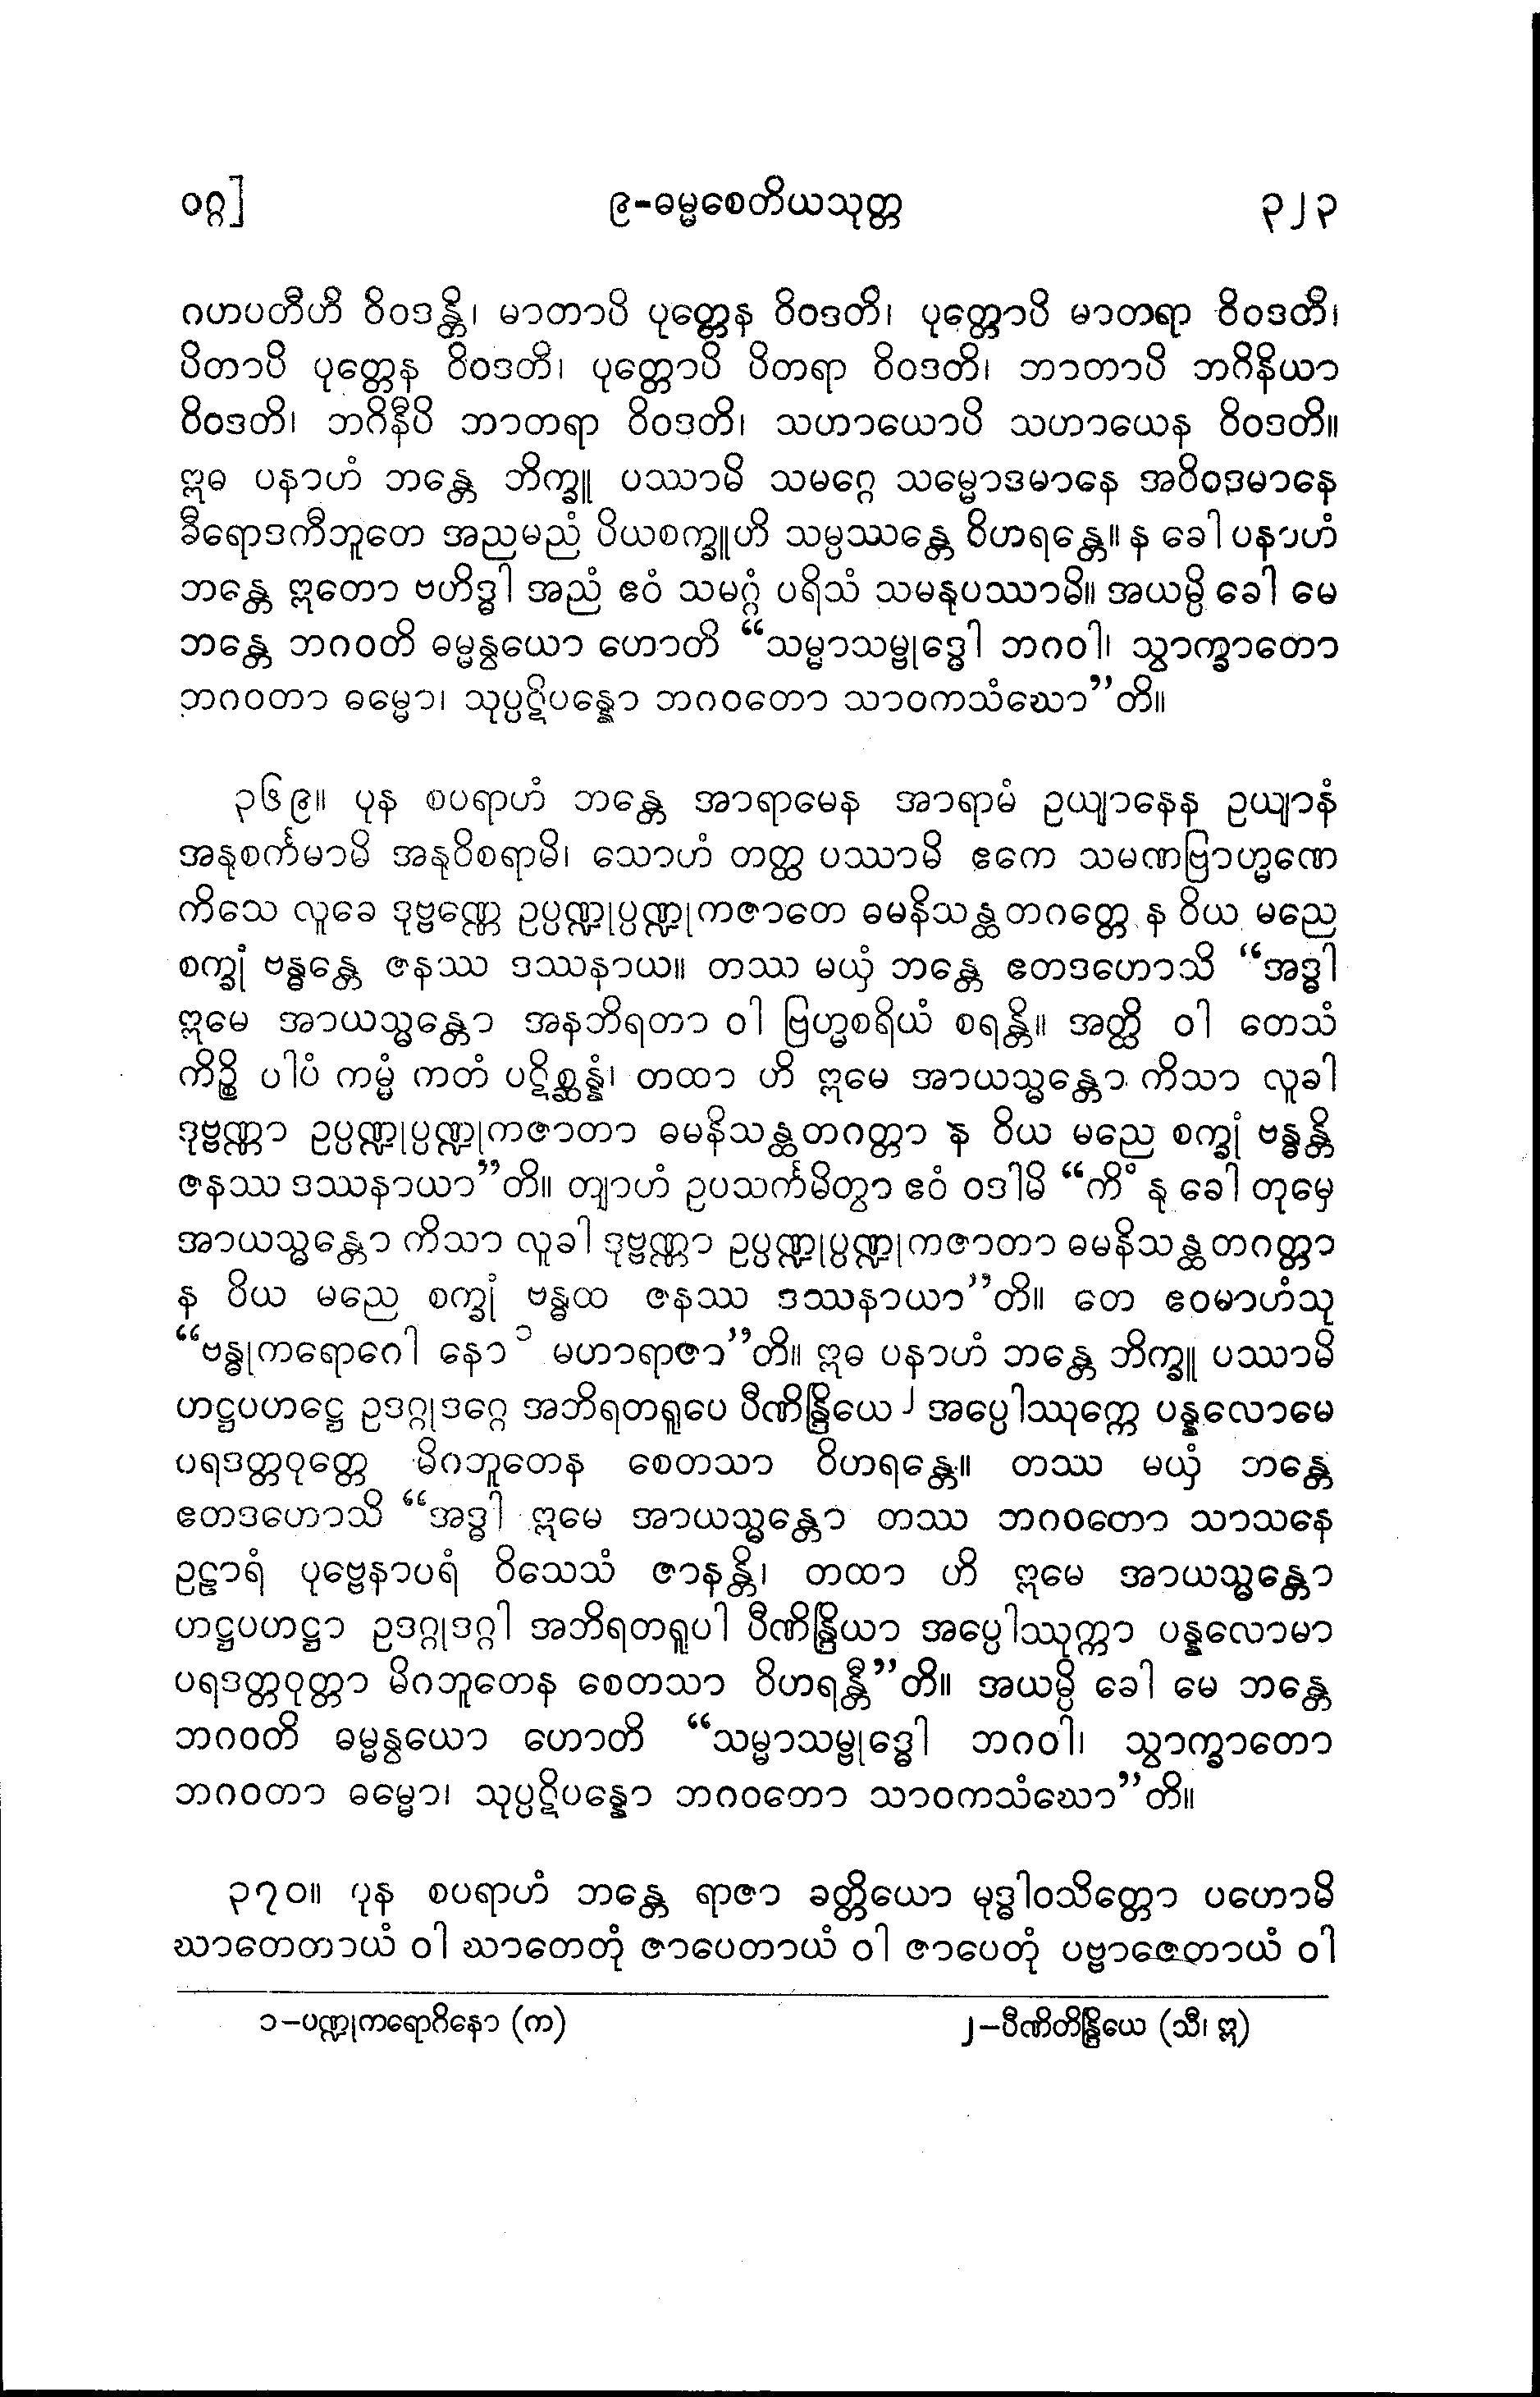 ဝဂ္ဂ] ၉-ဓမ္မစေတိယသုတ္တ ၃၂၃
ဂဟပတီဟိ ဝိဝဒန္တိ၊ မာတာပိ ပုတ္တေန ဝိဝဒတိ၊ ပုတ္တောပိ မာတရာ ဝိဝဒတိ၊
ပိတာပိ ပုတ္တေန ဝိဝဒတိ၊ ပုတ္တောပိ ပိတရာ ဝိဝဒတိ၊ ဘာတာပိ ဘဂိနိယာ
ဝိဝဒတိ၊ ဘဂိနီပိ ဘာတရာ ဝိဝဒတိ၊ သဟာယောပိ သဟာယေန ဝိဝဒတိ။
ဣဓ ပနာဟံ ဘန္တေ ဘိက္ခူ ပဿာမိ သမဂ္ဂေ သမ္မောဒမာနေ အဝိဝဒမာနေ
ခီရောဒကီဘူတေ အညမညံ ပိယစက္ခူဟိ သမ္ပဿန္တေ ဝိဟရန္တေ။ န ခေါ ပနာဟံ
ဘန္တေ ဣတော ဗဟိဒ္ဓါ အညံ ဧဝံ သမဂ္ဂံ ပရိသံ သမနုပဿာမိ။ အယမ္ပိ ခေါ မေ
ဘန္တေ ဘဂဝတိ ဓမ္မန္ဝယော ဟောတိ “သမ္မာသမ္ဗုဒ္ဓေါ ဘဂဝါ၊ သွာက္ခာတော
ဘဂဝတာ ဓမ္မော၊ သုပ္ပဋိပန္နော ဘဂဝတော သာဝကသံဃော”တိ။
၃၆၉။ ပုန စပရာဟံ ဘန္တေ အာရာမေန အာရာမံ ဥယျာနေန ဥယျာနံ
အနုစင်္ကမာမိ အနုဝိစရာမိ၊ သောဟံ တတ္ထ ပဿာမိ ဧကေ သမဏဗြာဟ္မဏေ
ကိသေ လူခေ ဒုဗ္ဗဏ္ဏေ ဥပ္ပဏ္ဍုပ္ပဏ္ဍုကဇာတေ ဓမနိသန္ထတဂတ္တေ န ဝိယ မညေ
စက္ခုံ ဗန္ဓန္တေ ဇနဿ ဒဿနာယ။ တဿ မယှံ ဘန္တေ ဧတဒဟောသိ “အဒ္ဓါ
ဣမေ အာယသ္မန္တော အနဘိရတာ ဝါ ဗြဟ္မစရိယံ စရန္တိ။ အတ္ထိ ဝါ တေသံ
ကိဉ္စိ ပါပံ ကမ္မံ ကတံ ပဋိစ္ဆန္နံ၊ တထာ ဟိ ဣမေ အာယသ္မန္တော ကိသာ လူခါ
ဒုဗ္ဗဏ္ဏာ ဥပ္ပဏ္ဍုပ္ပဏ္ဍုကဇာတာ ဓမနိသန္ထတဂတ္တာ န ဝိယ မညေ စက္ခုံ ဗန္ဓန္တိ
ဇနဿ ဒဿနာယာ”တိ။ တျာဟံ ဥပသင်္ကမိတွာ ဧဝံ ဝဒါမိ “ကိံ နု ခေါ တုမှေ
အာယသ္မန္တော ကိသာ လူခါ ဒုဗ္ဗဏ္ဏာ ဥပ္ပဏ္ဍုပ္ပဏ္ဍုကဇာတာ ဓမနိသန္ထတဂတ္တာ
န ဝိယ မညေ စက္ခုံ ဗန္ဓထ ဇနဿ ဒဿနာယာ”တိ။ တေ ဧဝမာဟံသု
“ဗန္ဓုကရောဂေါ နော ၁ မဟာရာဇာ”တိ။ ဣဓ ပနာဟံ ဘန္တေ ဘိက္ခူ ပဿာမိ
ဟဋ္ဌပဟဋ္ဌေ ဥဒဂ္ဂုဒဂ္ဂေ အဘိရတရူပေ ပီဏိန္ဒြိယေ ၂ အပ္ပေါဿုက္ကေ ပန္နလောမေ
ပရဒတ္တဝုတ္တေ မိဂဘူတေန စေတသာ ဝိဟရန္တေ။ တဿ မယှံ ဘန္တေ
ဧတဒဟောသိ “အဒ္ဓါ ဣမေ အာယသ္မန္တော တဿ ဘဂဝတော သာသနေ
ဥဠာရံ ပုဗ္ဗေနာပရံ ဝိသေသံ ဇာနန္တိ၊ တထာ ဟိ ဣမေ အာယသ္မန္တော
ဟဋ္ဌပဟဋ္ဌာ ဥဒဂ္ဂုဒဂ္ဂါ အဘိရတရူပါ ပီဏိန္ဒြိယာ အပ္ပေါဿုက္ကာ ပန္နလောမာ
ပရဒတ္တဝုတ္တာ မိဂဘူတေန စေတသာ ဝိဟရန္တီ”တိ။ အယမ္ပိ ခေါ မေ ဘန္တေ
ဘဂဝတိ ဓမ္မန္ဝယော ဟောတိ “သမ္မာသမ္ဗုဒ္ဓေါ ဘဂဝါ၊ သွာက္ခာတော
ဘဂဝတာ ဓမ္မော၊ သုပ္ပဋိပန္နော ဘဂဝတော သာဝကသံဃော”တိ။
၃၇၀။ ပုန စပရာဟံ ဘန္တေ ရာဇာ ခတ္တိယော မုဒ္ဓါဝသိတ္တော ပဟောမိ
ဃာတေတာယံ ဝါ ဃာတေတုံ ဇာပေတာယံ ဝါ ဇာပေတုံ ပဗ္ဗာဇေတာယံ ဝါ
၁–ပဏ္ဍုကရောဂိနော (က) ၂–ပီဏိတိန္ဒြိယေ (သီ၊ ဣ)